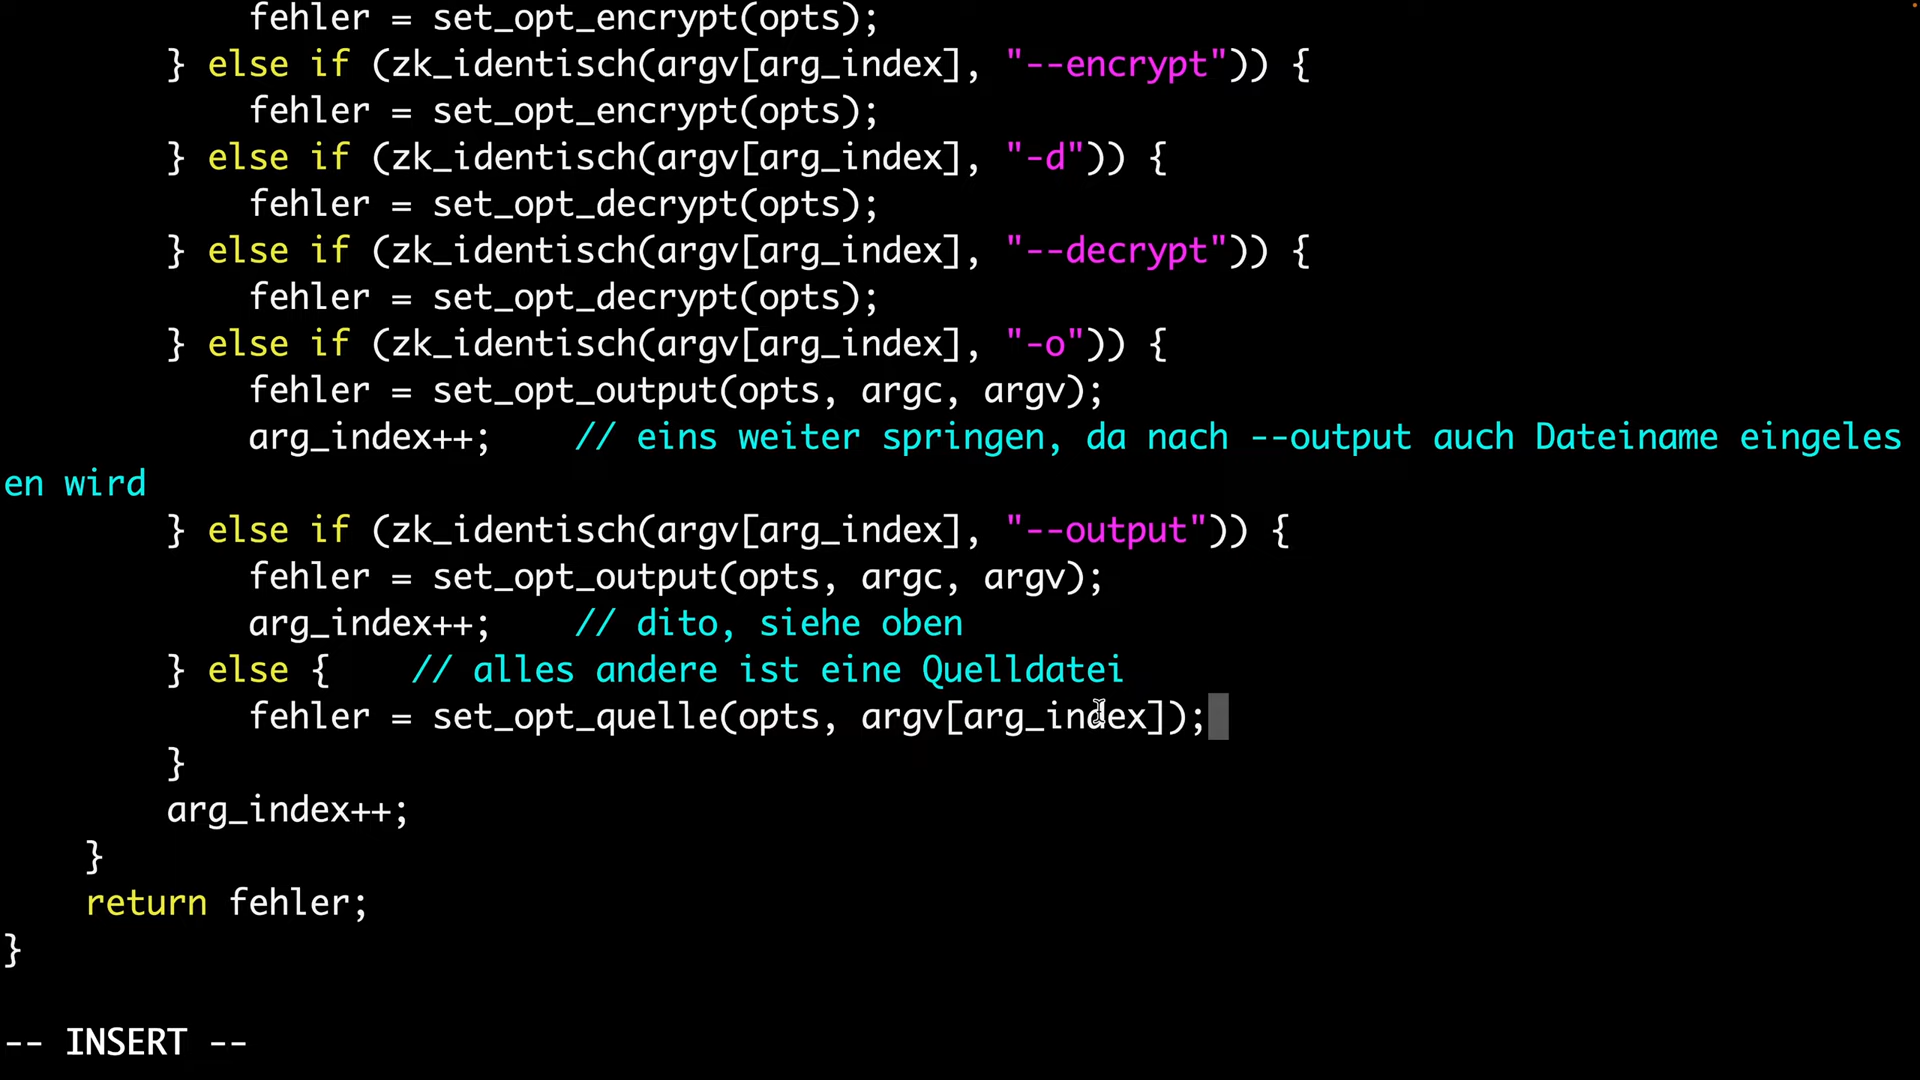 fehler = set_opt_encrypt(opts);
        } else if (zk_identisch(argv[arg_index], "--encrypt")) {
            fehler = set_opt_encrypt(opts);
        } else if (zk_identisch(argv[arg_index], "-d")) {
            fehler = set_opt_decrypt(opts);
        } else if (zk_identisch(argv[arg_index], "--decrypt")) {
            fehler = set_opt_decrypt(opts);
        } else if (zk_identisch(argv[arg_index], "-o")) {
            fehler = set_opt_output(opts, argc, argv);
            arg_index++;    // eins weiter springen, da nach --output auch Dateiname eingeles
en wird
        } else if (zk_identisch(argv[arg_index], "--output")) {
            fehler = set_opt_output(opts, argc, argv);
            arg_index++;    // dito, siehe oben
        } else {    // alles andere ist eine Quelldatei
            fehler = set_opt_quelle(opts, argv[arg_index]);
        }
        arg_index++;
    }
    return fehler;
}
-- INSERT --